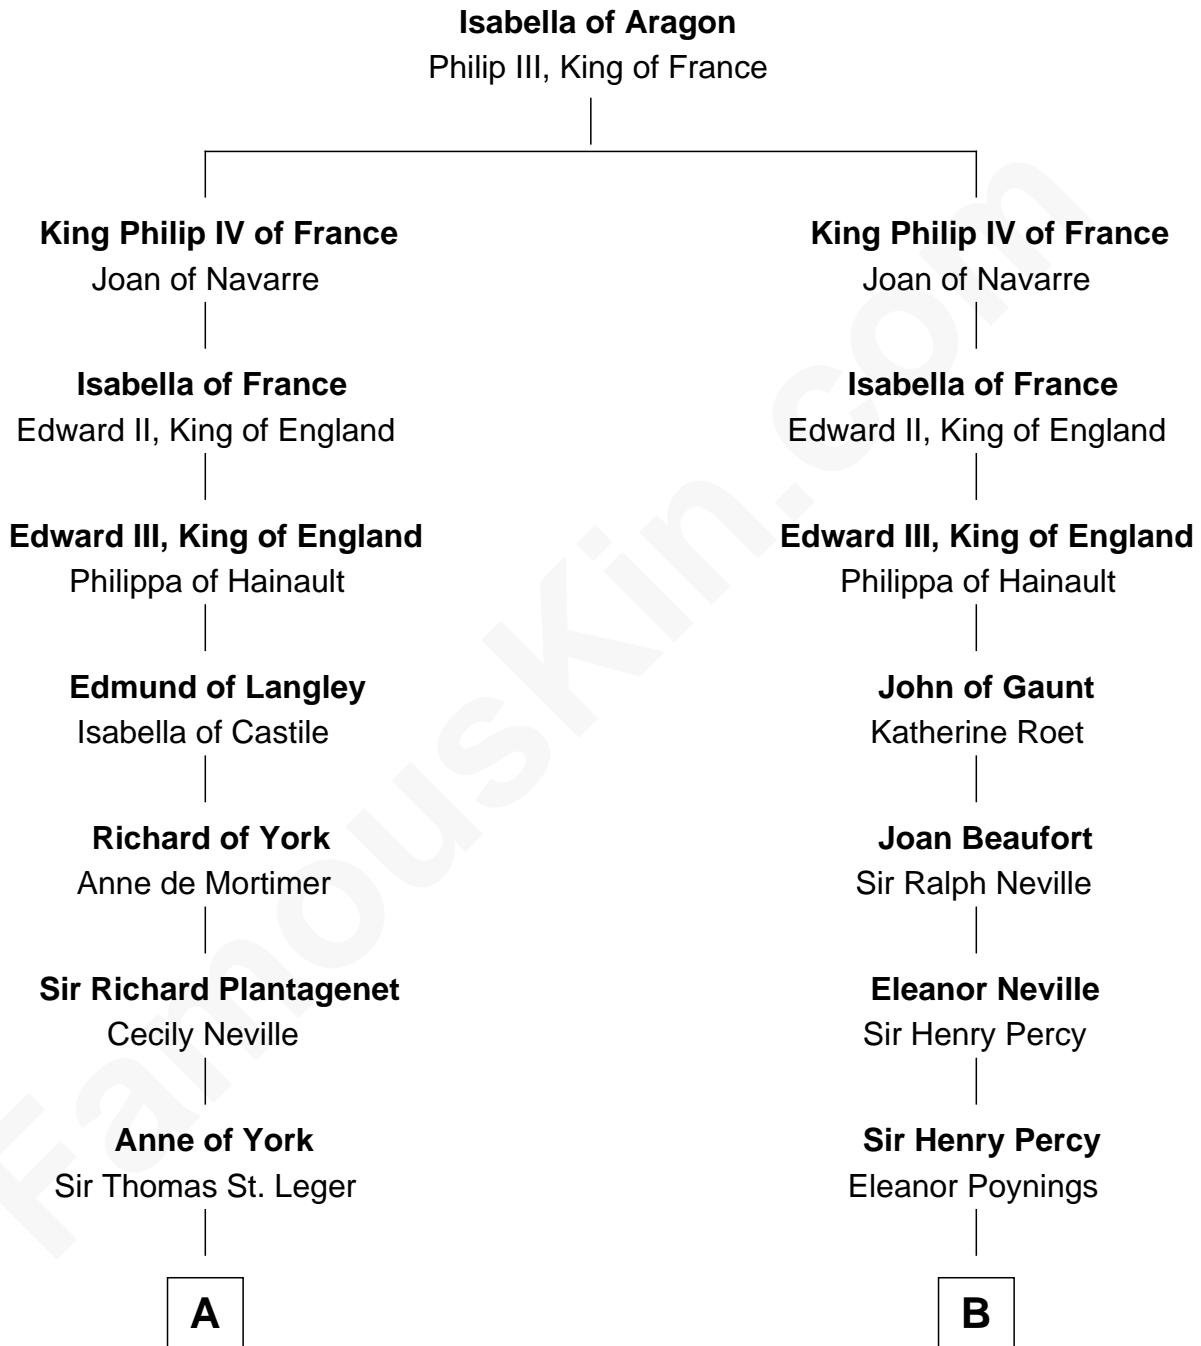 Isabella of Aragon
Philip III, King of France
King Philip IV of France
Joan of Navarre
Isabella of France
Edward II, King of England
Edward III, King of England
Philippa of Hainault
Edmund of Langley
Isabella of Castile
Richard of York
Anne de Mortimer
Sir Richard Plantagenet
Cecily Neville
Anne of York
Sir Thomas St. Leger
A
King Philip IV of France
Joan of Navarre
Isabella of France
Edward II, King of England
Edward III, King of England
Philippa of Hainault
John of Gaunt
Katherine Roet
Joan Beaufort
Sir Ralph Neville
Eleanor Neville
Sir Henry Percy
Sir Henry Percy
Eleanor Poynings
B
FamousKin.com